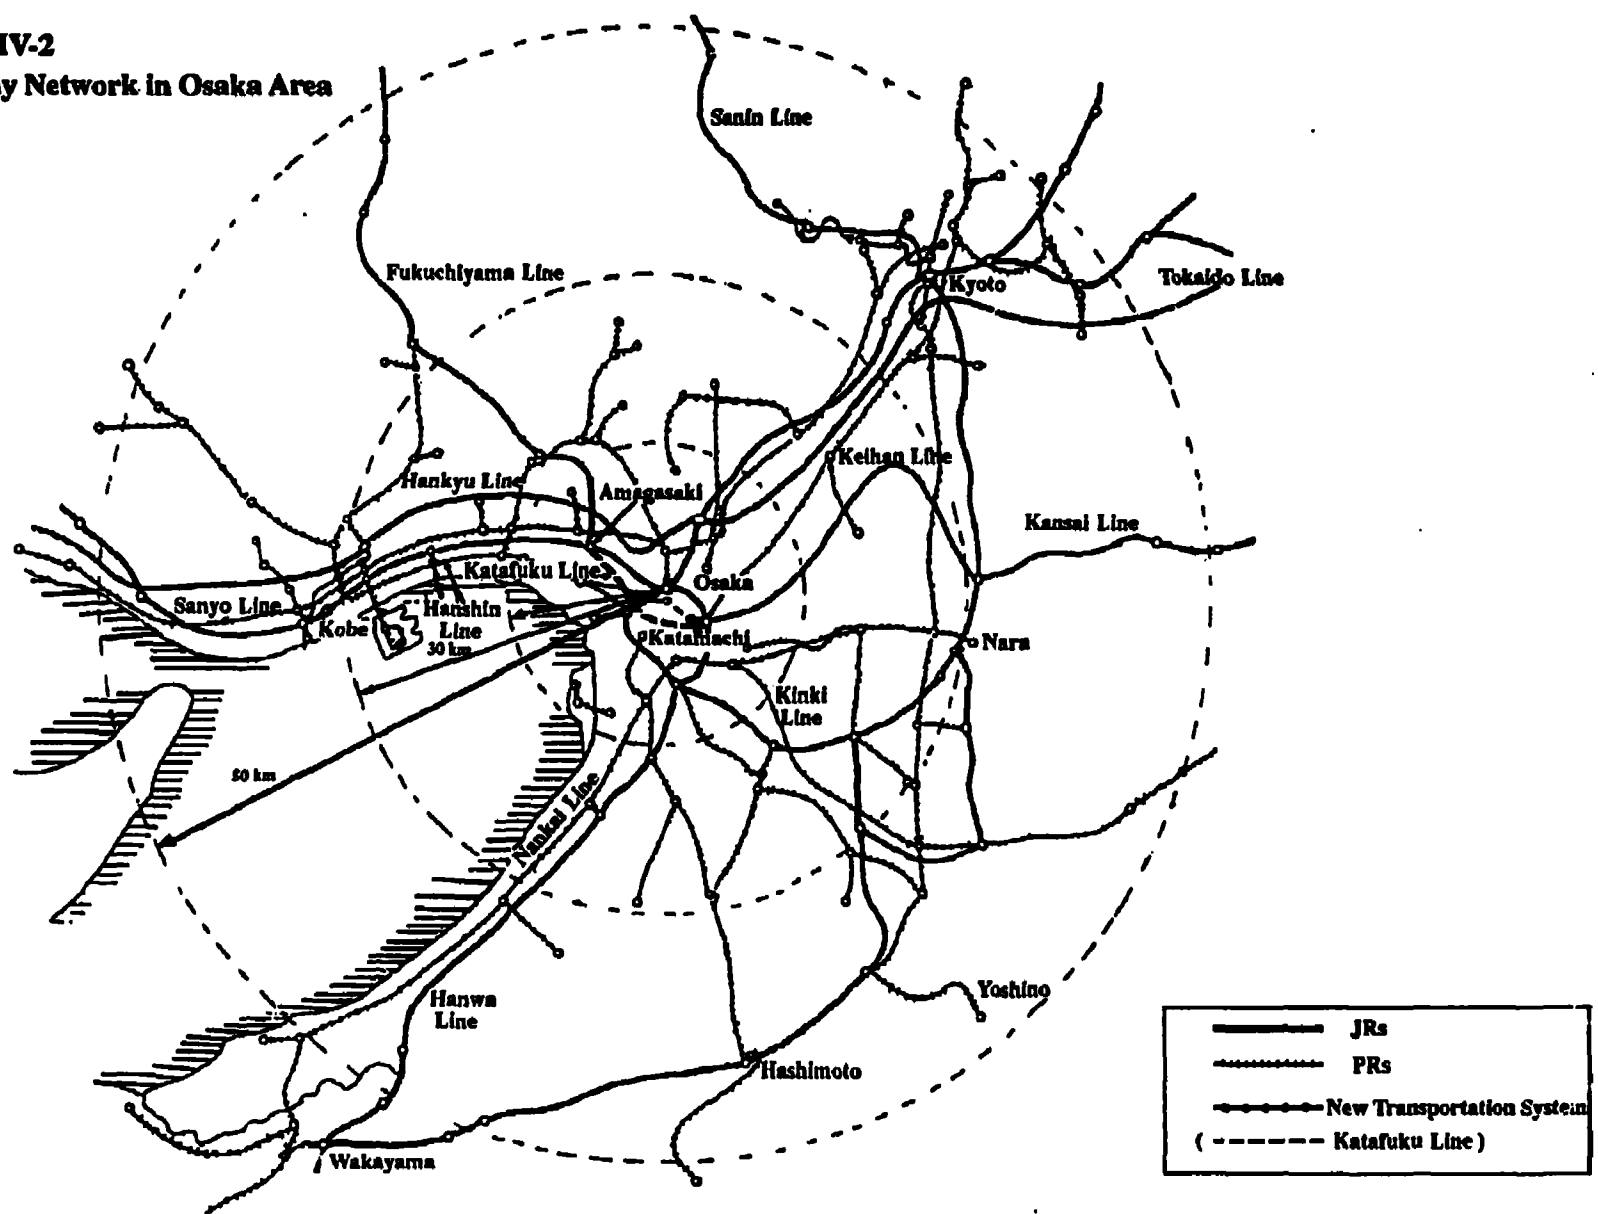 IV-2
y Network in Osaka Area
Sanin Line
Fukuchiyama Line
Kyoto
Tokaido Line
Hankyu Line
Amagasaki
Keihan Line
Kansai Line
Katafuku Line
Osaka
Sanyo Line
Kobe
Hanshin
Line
30 km
Katamachi
Nara
Kinki
Line
50 km
Nankai Line
Hanwa
Line
Yoshino
Hashimoto
Wakayama
JRs
PRs
New Transportation System
( Katafuku Line )